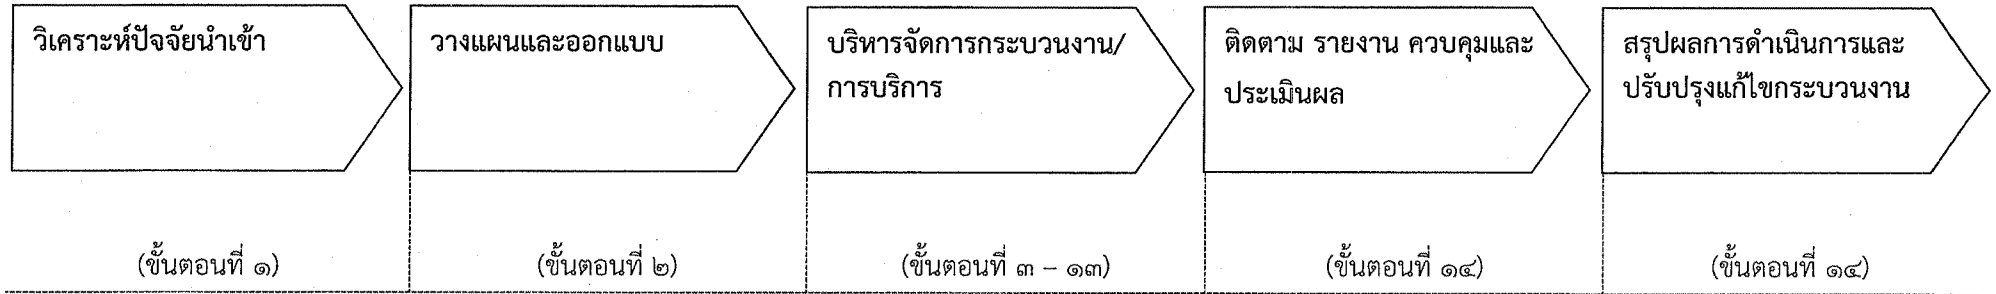 วิเคราะห์ปัจจัยนำเข้า
วางแผนและออกแบบ
บริหารจัดการกระบวนงาน/
การบริการ
ติดตาม รายงาน ควบคุมและ
ประเมินผล
สรุปผลการดำเนินการและ
ปรับปรุงแก้ไขกระบวนงาน
(ขั้นตอนที่ ๑)
(ขั้นตอนที่ ๒)
(ขั้นตอนที่ ๓ – ๑๓)
(ขั้นตอนที่ ๑๔)
(ขั้นตอนที่ ๑๔)